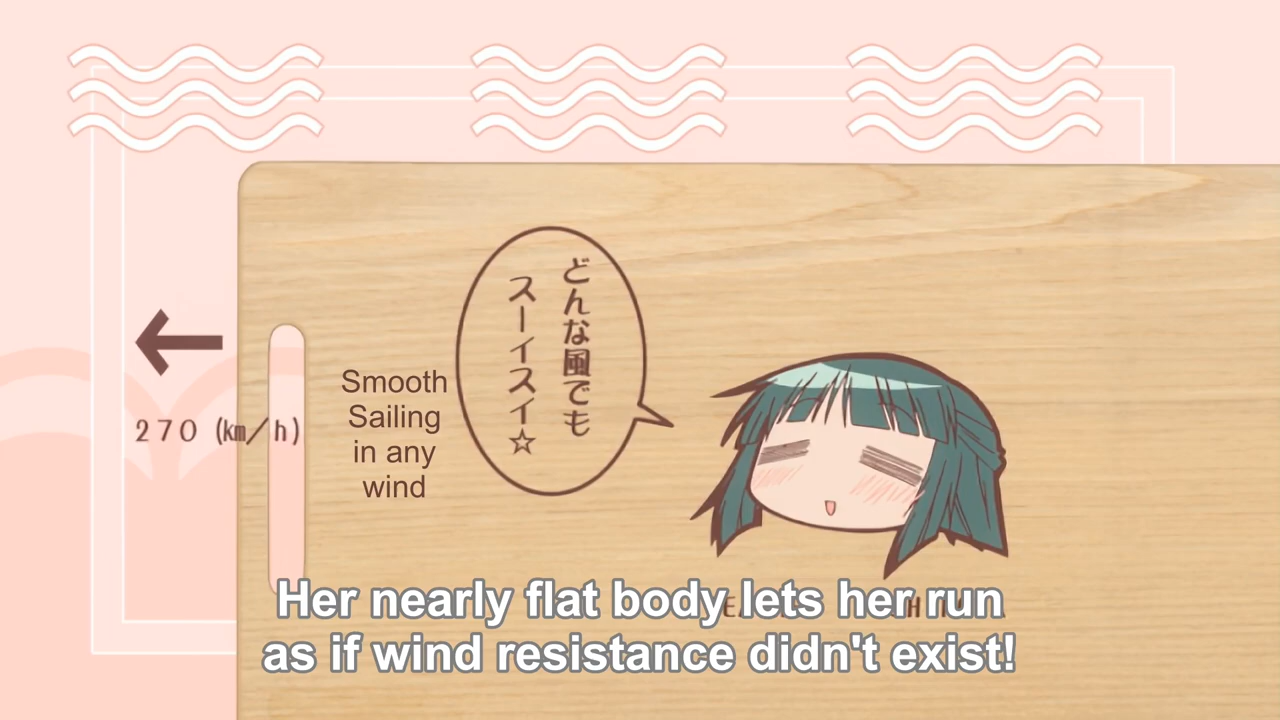 どんな風でも
スーイスイ☆
Smooth
Sailing
in any
wind
270 (km/h)
Her nearly flat body lets her run
as if wind resistance didn't exist!